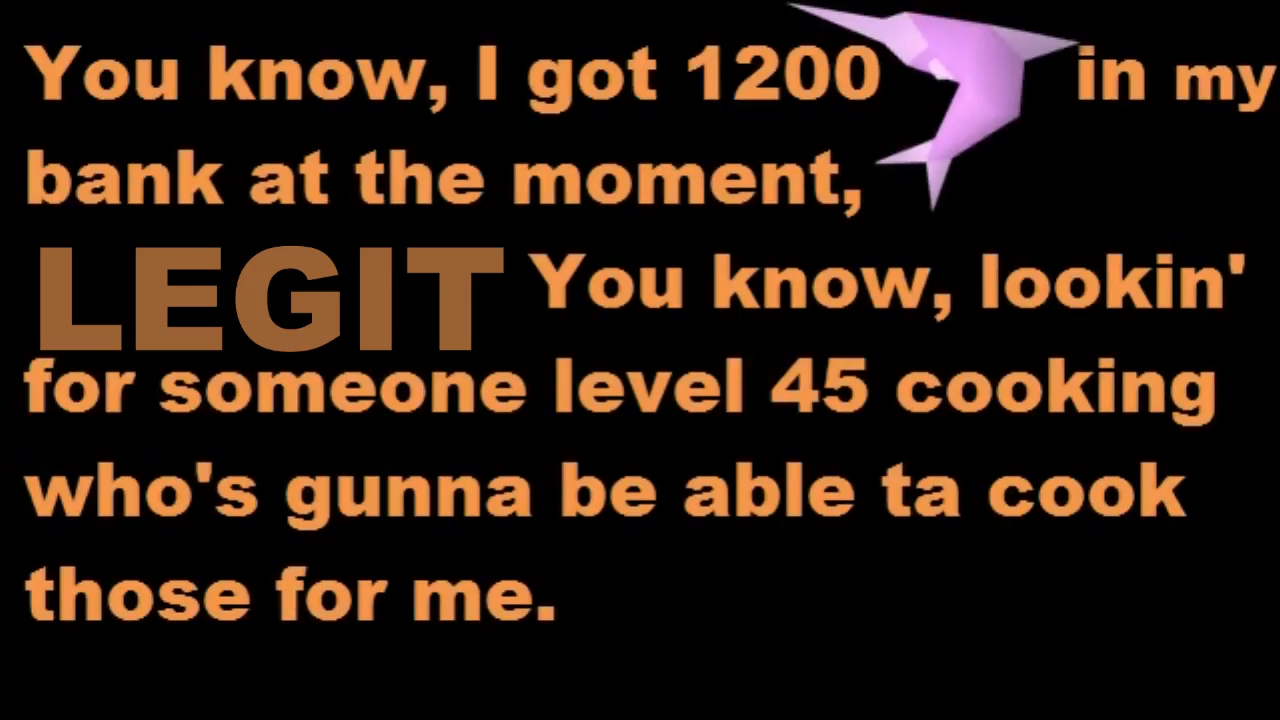 You know, I got 1200 in my
bank at the moment,
LEGIT You know, lookin'
for someone level 45 cooking
who's gunna be able ta cook
those for me.